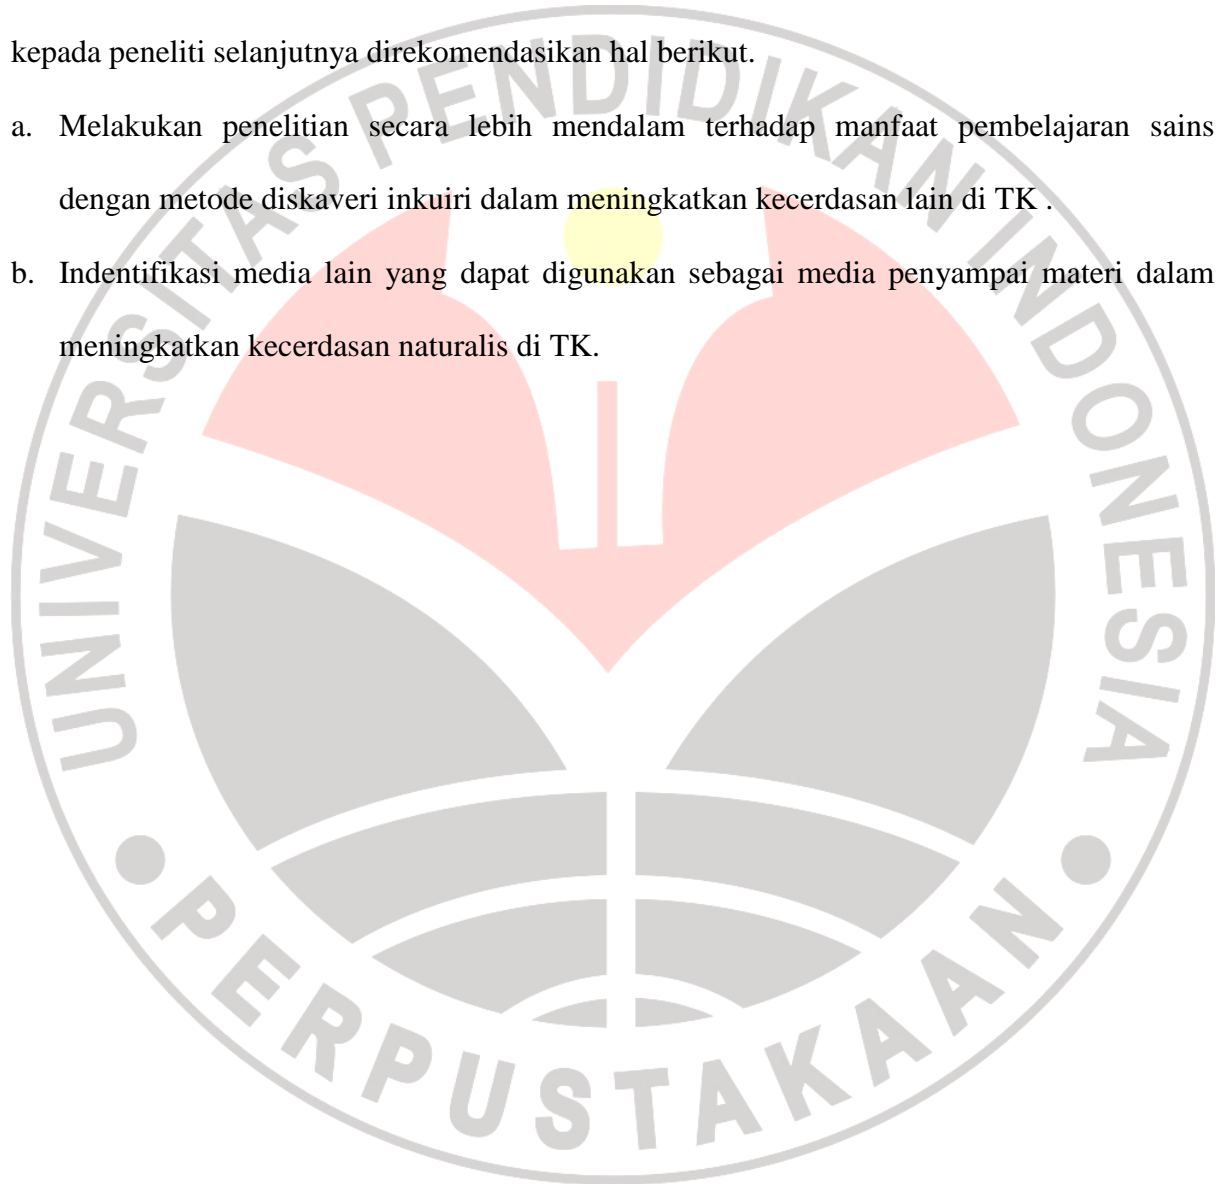 kepada peneliti selanjutnya direkomendasikan hal berikut.
a. Melakukan penelitian secara lebih mendalam terhadap manfaat pembelajaran sains
dengan metode diskaveri inkuiri dalam meningkatkan kecerdasan lain di TK .
b. Indentifikasi media lain yang dapat digunakan sebagai media penyampai materi dalam
meningkatkan kecerdasan naturalis di TK.
UNIVERSITAS PENDIDIKAN INDONESIA
PERPUSTAKAAN